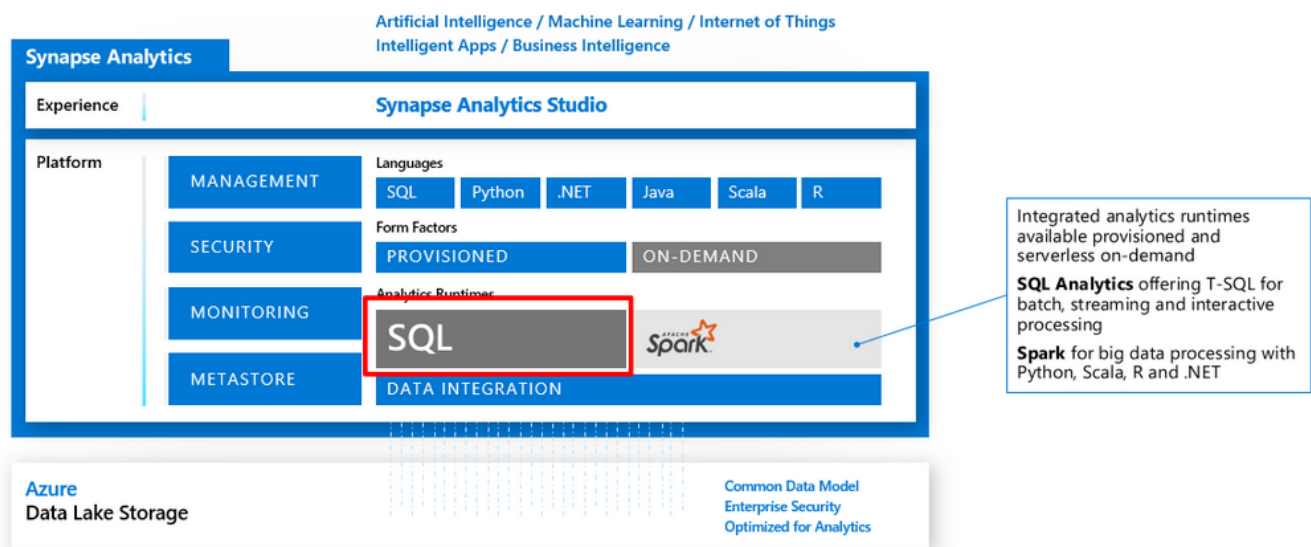 Artificial Intelligence / Machine Learning / Internet of Things
Intelligent Apps / Business Intelligence
Synapse Analytics
Experience
Synapse Analytics Studio
Platform
MANAGEMENT
SECURITY
MONITORING
METASTORE
Languages
SQL Python .NET Java Scala R
Form Factors
PROVISIONED ON-DEMAND
Analytics Runtimes
SQL
APACHE
Spark
DATA INTEGRATION
Integrated analytics runtimes
available provisioned and
serverless on-demand
SQL Analytics offering T-SQL for
batch, streaming and interactive
processing
Spark for big data processing with
Python, Scala, R and .NET
Azure
Data Lake Storage
Common Data Model
Enterprise Security
Optimized for Analytics